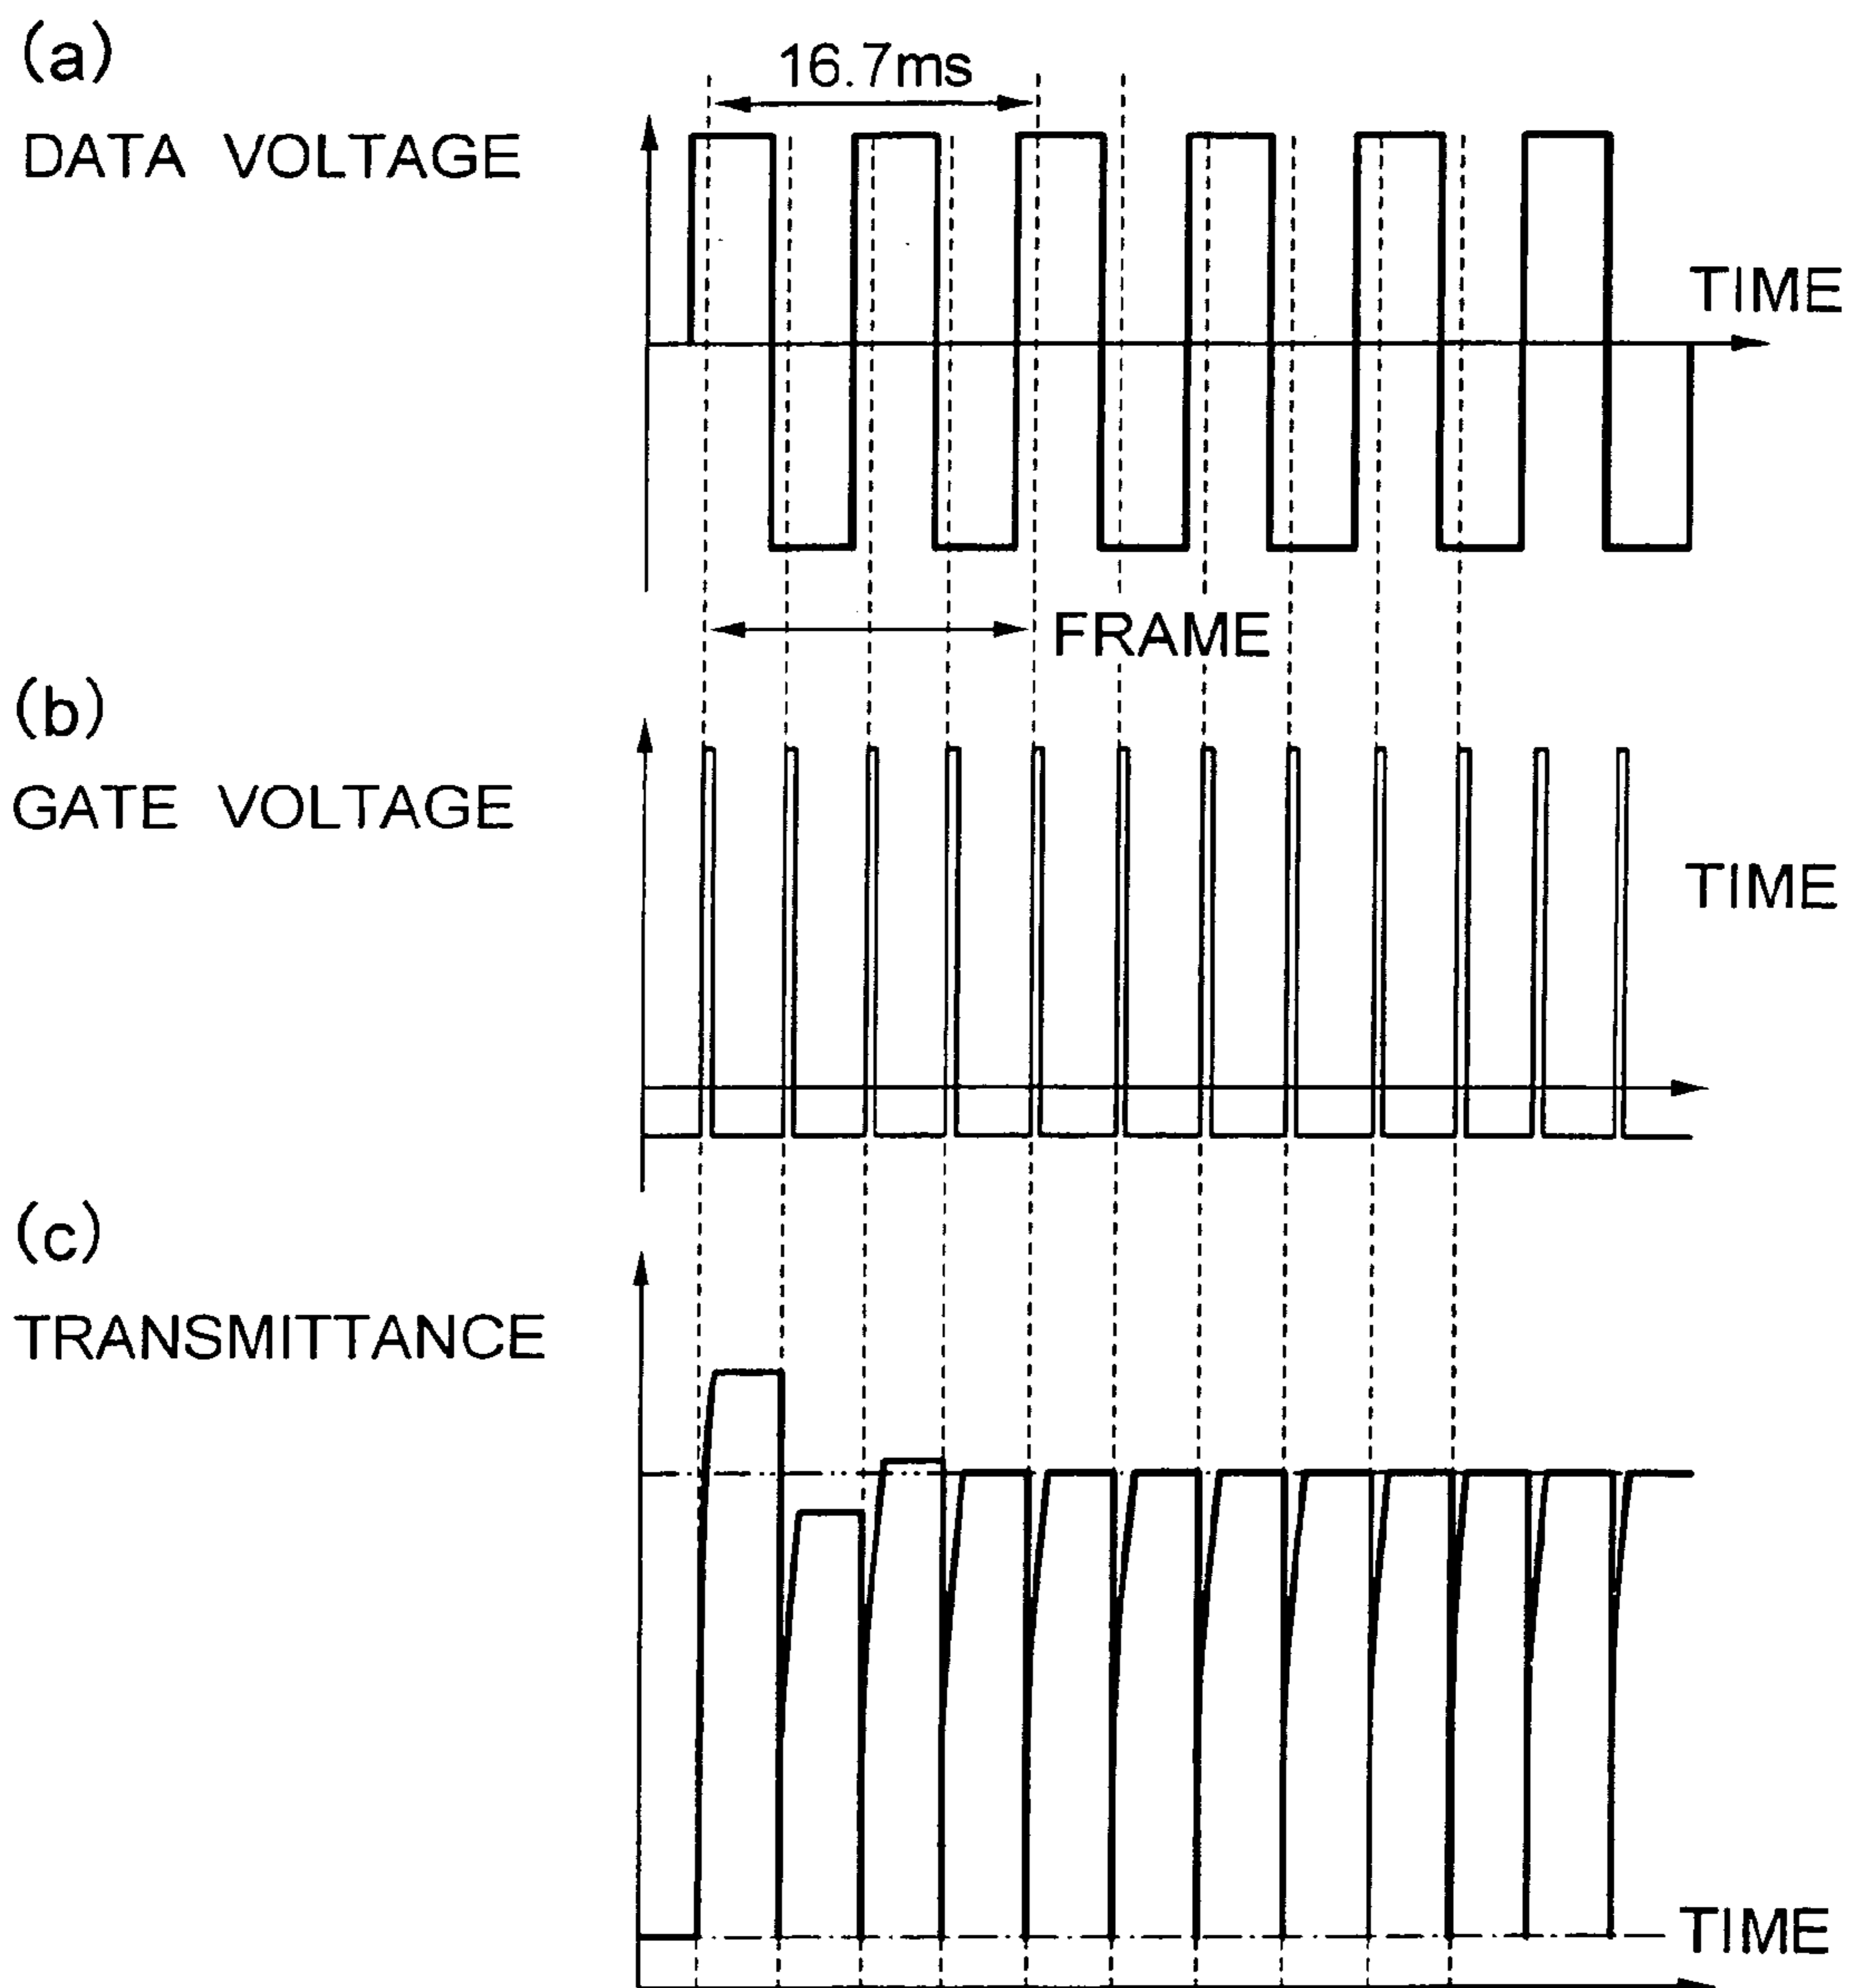 (a)
16.7ms
DATA VOLTAGE
TIME
FRAME
(b)
GATE VOLTAGE
TIME
(c)
TRANSMITTANCE
TIME